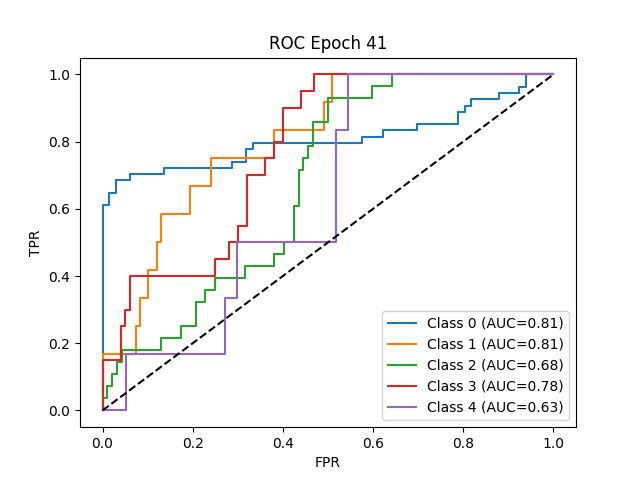 ROC Epoch 41
TPR
1.0
0.8
0.6
0.4
0.2
0.0
Class 0 (AUC=0.81)
Class 1 (AUC=0.81)
Class 2 (AUC=0.68)
Class 3 (AUC=0.78)
Class 4 (AUC=0.63)
0.0 0.2 0.4 0.6 0.8 1.0
FPR